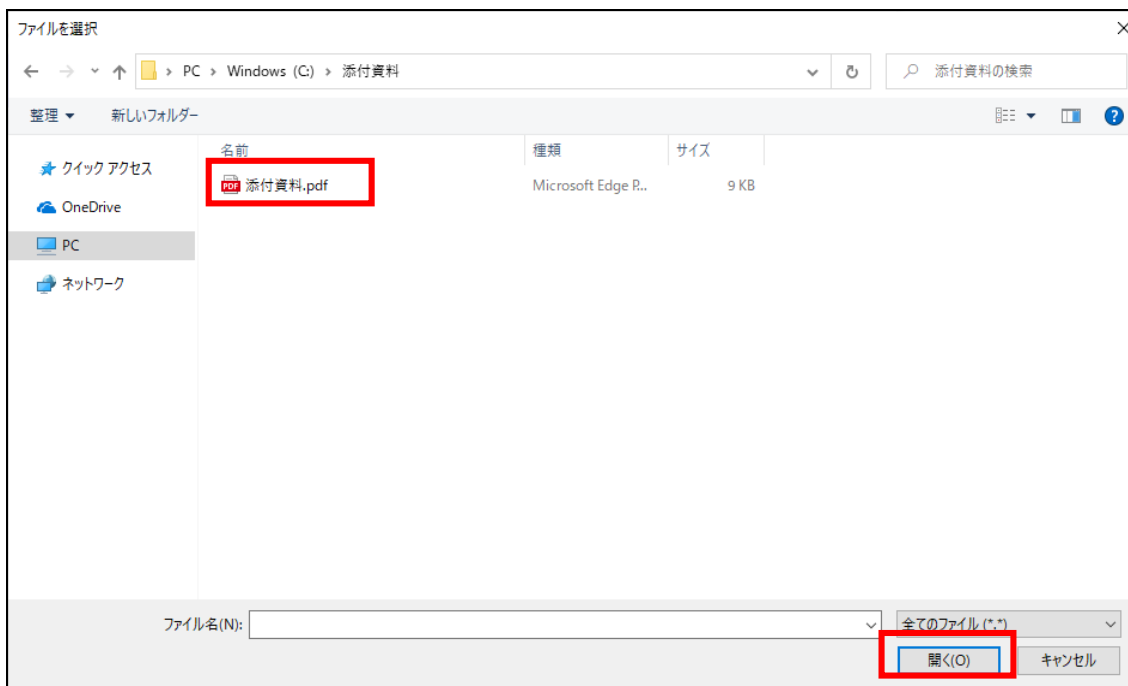 ファイルを選択
PC › Windows (C:) › 添付資料
添付資料の検索
整理 新しいフォルダー
名前 種類 サイズ
クイック アクセス
添付資料.pdf Microsoft Edge P... 9 KB
OneDrive
PC
ネットワーク
ファイル名(N): 全てのファイル (*.*)
開く(O) キャンセル